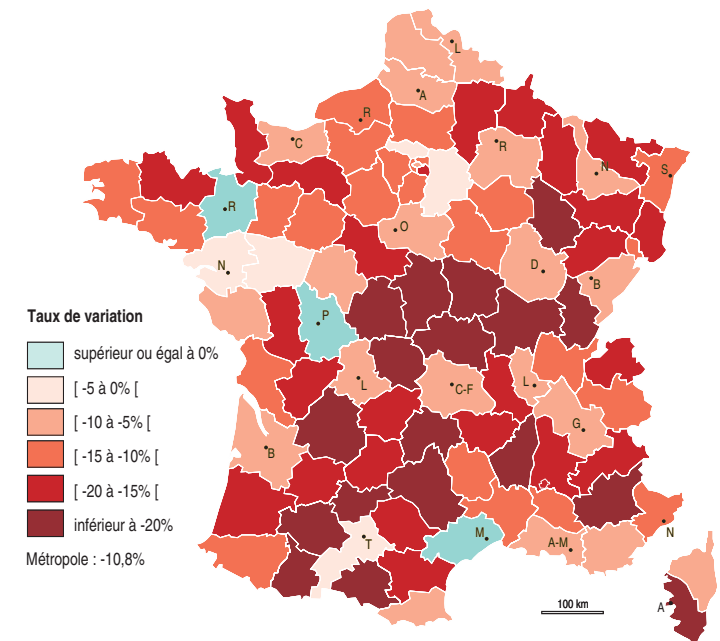 L
A
R
C
R
N
S
R
O
N
D
B
P
L
C-F
L
G
B
M
T
A-M
N
A
Taux de variation
supérieur ou égal à 0%
[ -5 à 0% [
[ -10 à -5% [
[ -15 à -10% [
[ -20 à -15% [
inférieur à -20%
Métropole : -10,8%
100 km